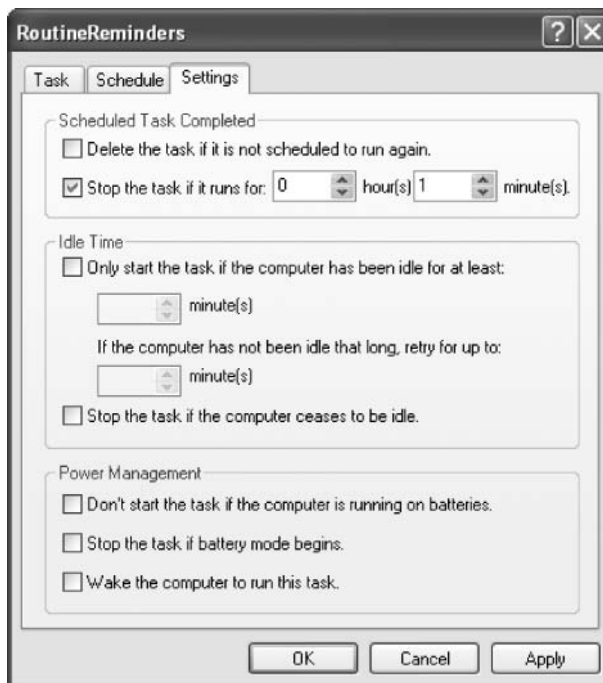 RoutineReminders
Task Schedule Settings
Scheduled Task Completed
Delete the task if it is not scheduled to run again.
Stop the task if it runs for: 0 hour(s) 1 minute(s).
Idle Time
Only start the task if the computer has been idle for at least:
minute(s)
If the computer has not been idle that long, retry for up to:
minute(s)
Stop the task if the computer ceases to be idle.
Power Management
Don't start the task if the computer is running on batteries.
Stop the task if battery mode begins.
Wake the computer to run this task.
OK Cancel Apply